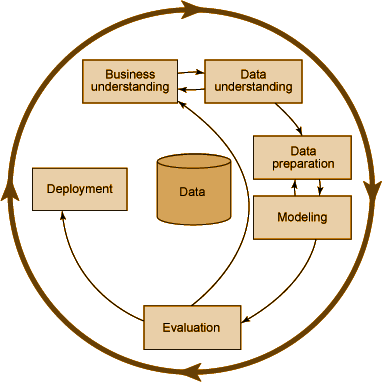 Business
understanding
Data
understanding
Data
preparation
Deployment
Data
Modeling
Evaluation